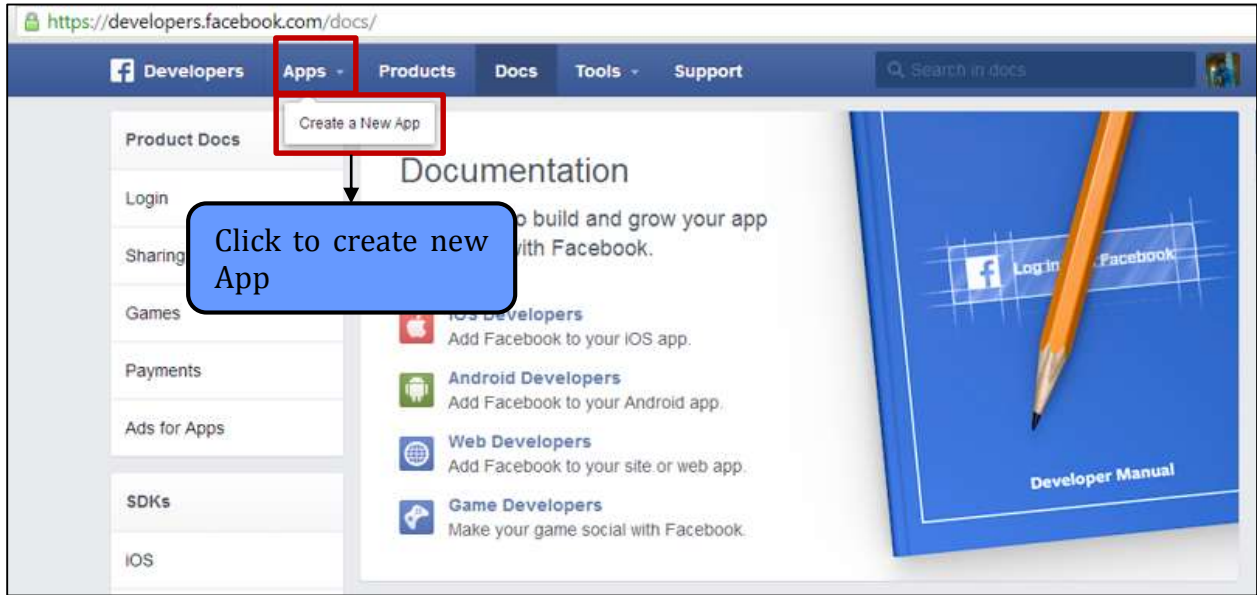 https://developers.facebook.com/docs/
Developers Apps Products Docs Tools Support Search in docs
Create a New App
Product Docs
Login
Sharing
Games
Payments
Ads for Apps
SDKs
iOS
Documentation
to build and grow your app
with Facebook.
Click to create new
App
iOS Developers
Add Facebook to your iOS app.
Android Developers
Add Facebook to your Android app.
Web Developers
Add Facebook to your site or web app.
Game Developers
Make your game social with Facebook.
Log in Facebook
Developer Manual